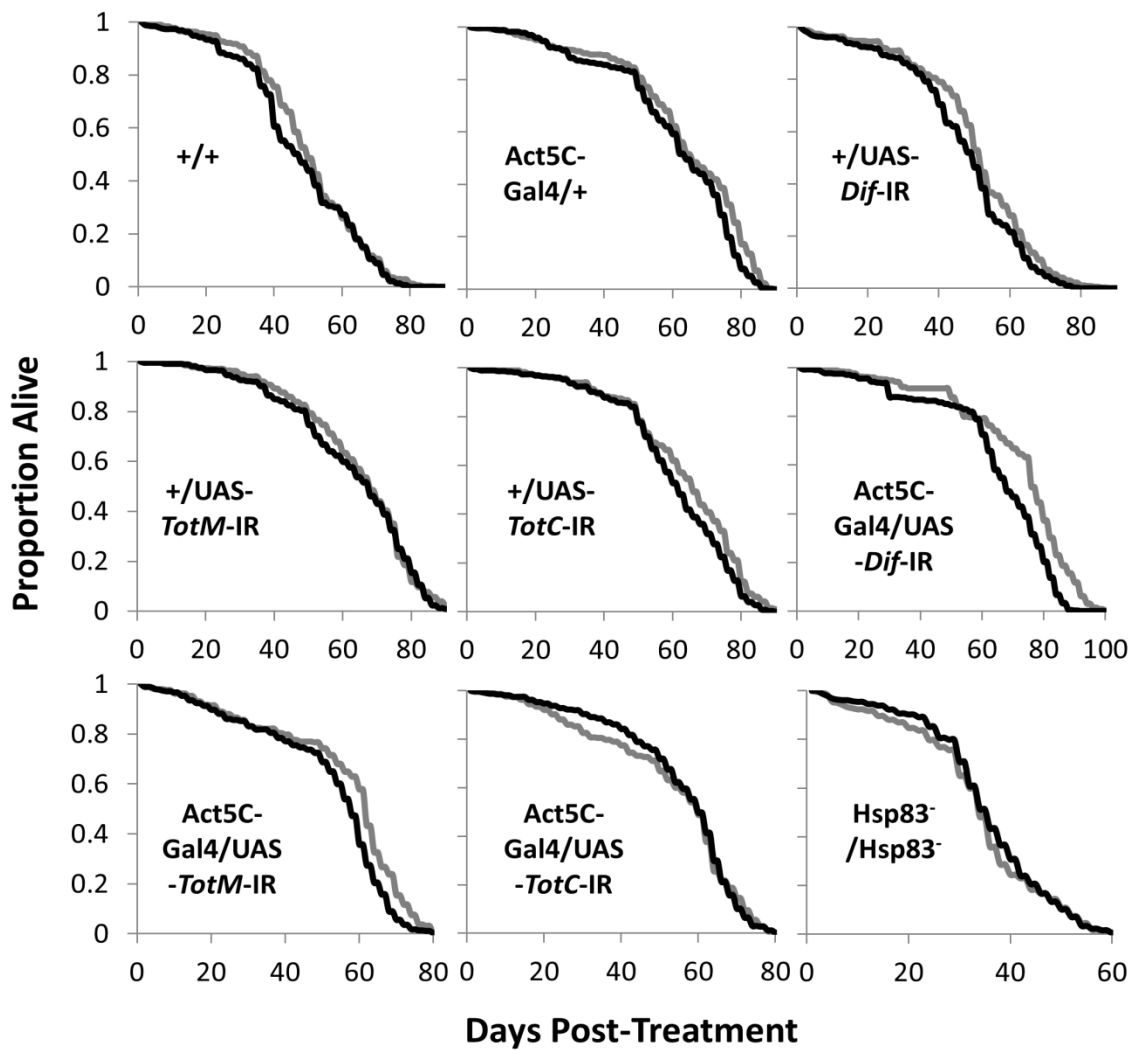 Proportion Alive
1
0.8
0.6
0.4
0.2
0
+/+
0 20 40 60 80
Act5C-
Gal4/+
0 20 40 60 80
+/UAS-
Dif-IR
0 20 40 60 80
1
0.8
0.6
0.4
0.2
0
+/UAS-
TotM-IR
0 20 40 60 80
+/UAS-
TotC-IR
0 20 40 60 80
Act5C-
Gal4/UAS
-Dif-IR
0 20 40 60 80 100
1
0.8
0.6
0.4
0.2
0
Act5C-
Gal4/UAS
-TotM-IR
0 20 40 60 80
Act5C-
Gal4/UAS
-TotC-IR
0 20 40 60 80
Hsp83⁻
/Hsp83⁻
0 20 40 60
Days Post-Treatment